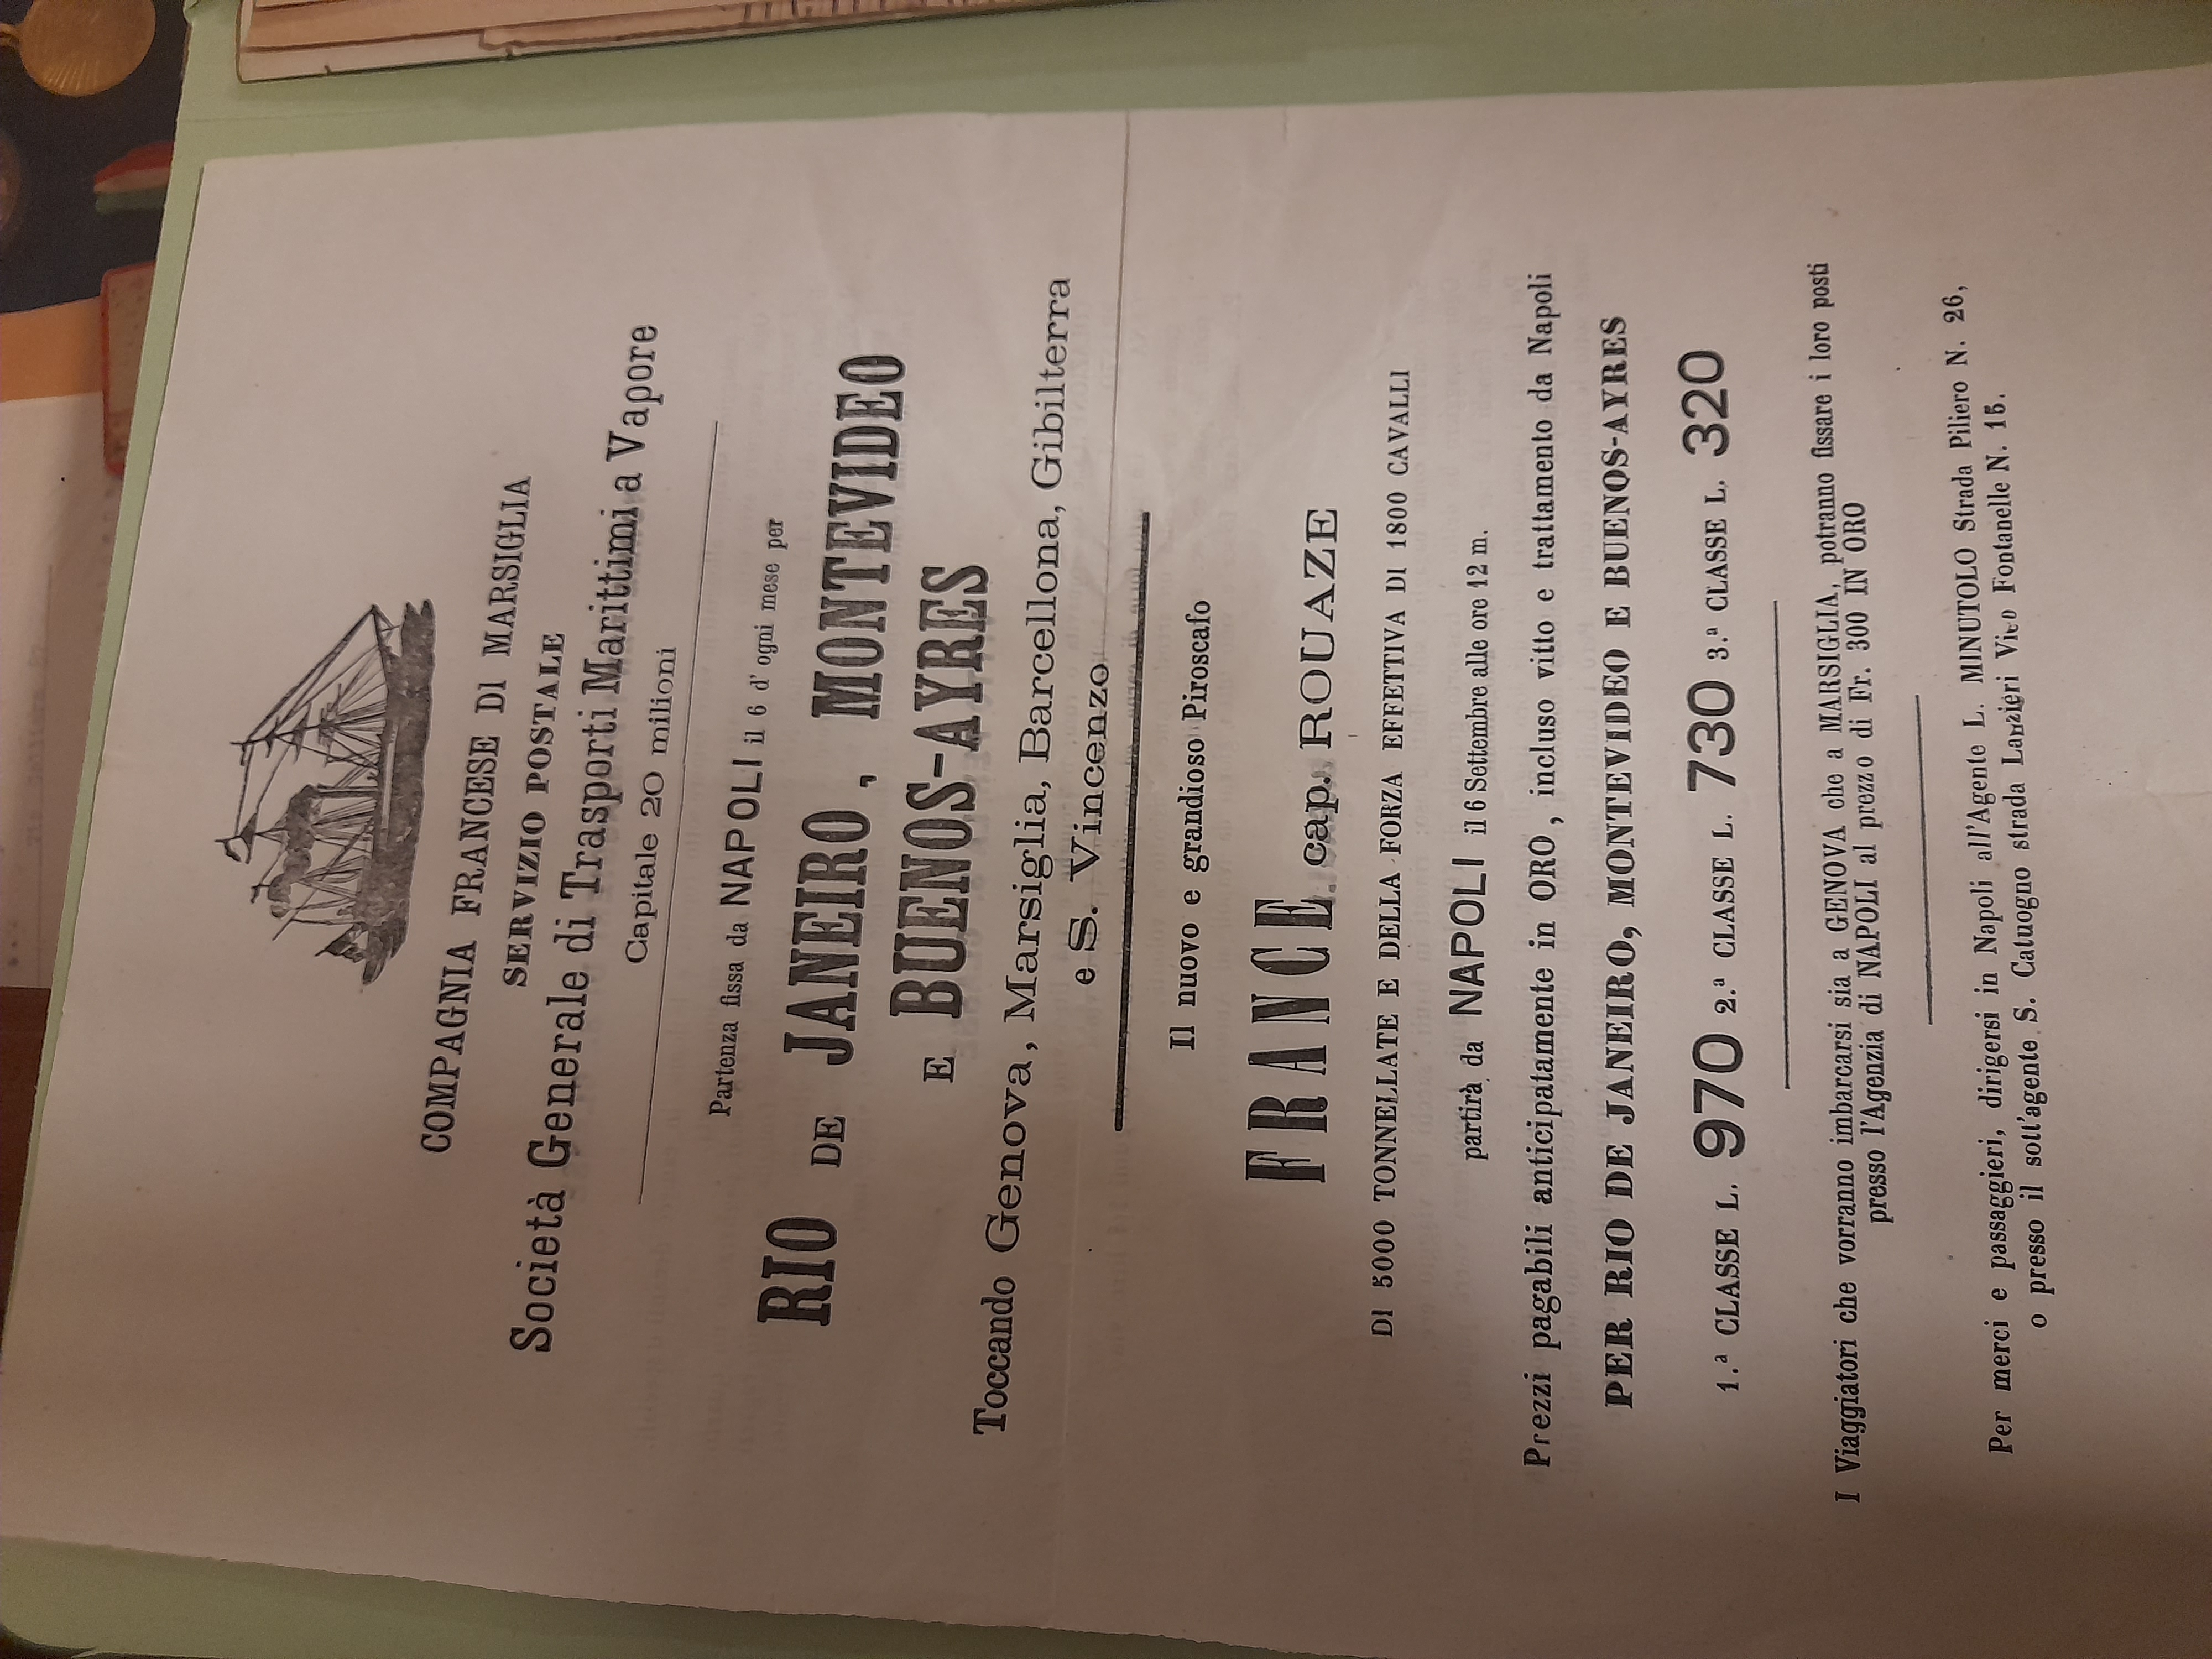 COMPAGNIA FRANCESE DI MARSIGLIA
SERVIZIO POSTALE
Società Generale di Trasporti Marittimi a Vapore
Capitale 20 milioni
Partenza fissa da NAPOLI il 6 d' ogni mese per
RIO DE JANEIRO, MONTEVIDEO
E BUENOS-AYRES
Toccando Genova, Marsiglia, Barcellona, Gibilterra
e S. Vincenzo
Il nuovo e grandioso Piroscafo
FRANCE cap. ROUAZE
DI 5000 TONNELLATE E DELLA FORZA EFFETTIVA DI 1800 CAVALLI
partirà da NAPOLI il 6 Settembre alle ore 12 m.
Prezzi pagabili anticipatamente in ORO, incluso vitto e trattamento da Napoli
PER RIO DE JANEIRO, MONTEVIDEO E BUENOS-AYRES
1.ª CLASSE L. 970 2.ª CLASSE L. 730 3.ª CLASSE L. 320
I Viaggiatori che vorranno imbarcarsi sia a GENOVA che a MARSIGLIA, potranno fissare i loro posti
presso l'Agenzia di NAPOLI al prezzo di Fr. 300 IN ORO
Per merci e passaggieri, dirigersi in Napoli all'Agente L. MINUTOLO Strada Piliero N. 26,
o presso il sott'agente S. Catuogno strada Lanzieri Vico Fontanelle N. 15.